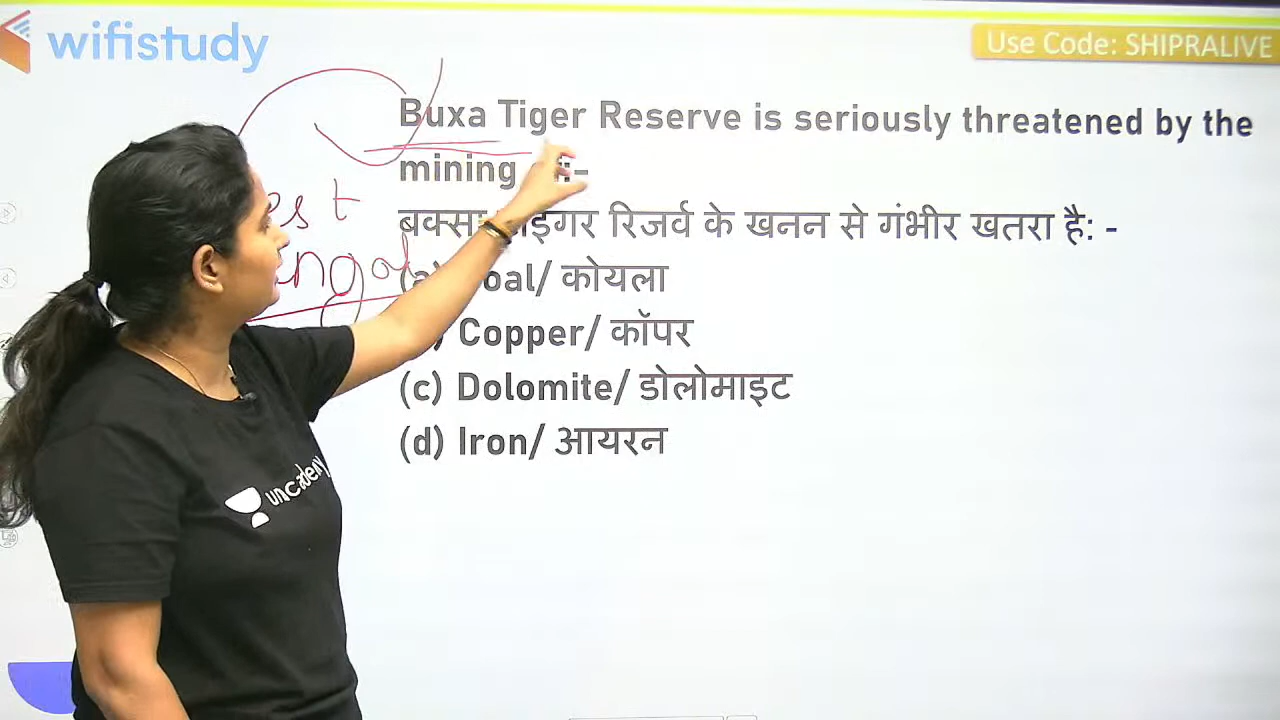 wifistudy
Use Code: SHIPRALIVE
Buxa Tiger Reserve is seriously threatened by the
mining
रिजर्व के खनन से गंभीर खतरा है: -
कोयला
Copper/ कॉपर
(c) Dolomite/ डोलोमाइट
(d) Iron/ आयरन
unacademy